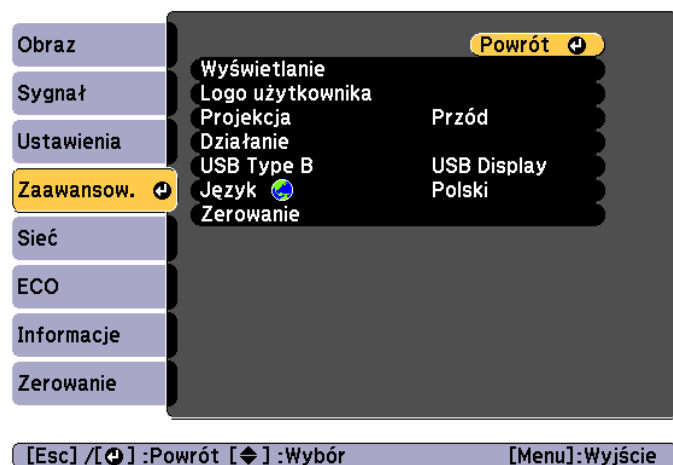 Obraz
Sygnał
Ustawienia
Zaawansow.
Sieć
ECO
Informacje
Zerowanie
Powrót
Wyświetlanie
Logo użytkownika
Projekcja Przód
Działanie
USB Type B USB Display
Język Polski
Zerowanie
[Esc] /[ ] :Powrót [ ] :Wybór [Menu]:Wyjście